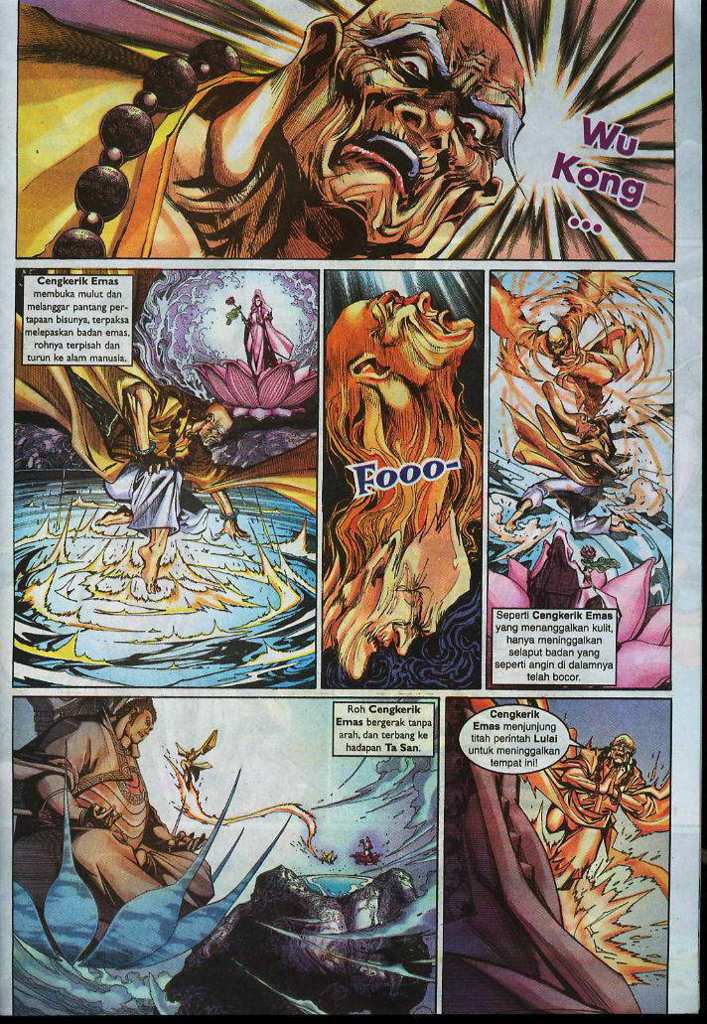 Wu
Kong
...
Cengkerik Emas
membuka mulut dan
melanggar pantang per-
tapaan bisunya, terpaksa
melepaskan badan emas,
rohnya terpisah dan
turun ke alam manusia.
Fooo-
Seperti Cengkerik Emas
yang menanggalkan kulit,
hanya meninggalkan
selaput badan yang
seperti angin di dalamnya
telah bocor.
Roh Cengkerik
Emas bergerak tanpa
arah, dan terbang ke
hadapan Ta San.
Cengkerik
Emas menjunjung
titah perintah Lulai
untuk meninggalkan
tempat ini!